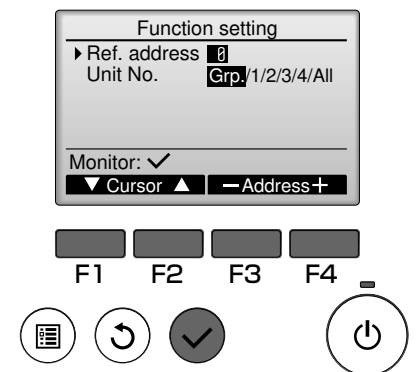 Function setting
Ref. address 0
Unit No. Grp./1/2/3/4/All
Monitor: ✓
▼ Cursor ▲ −Address+
F1 F2 F3 F4